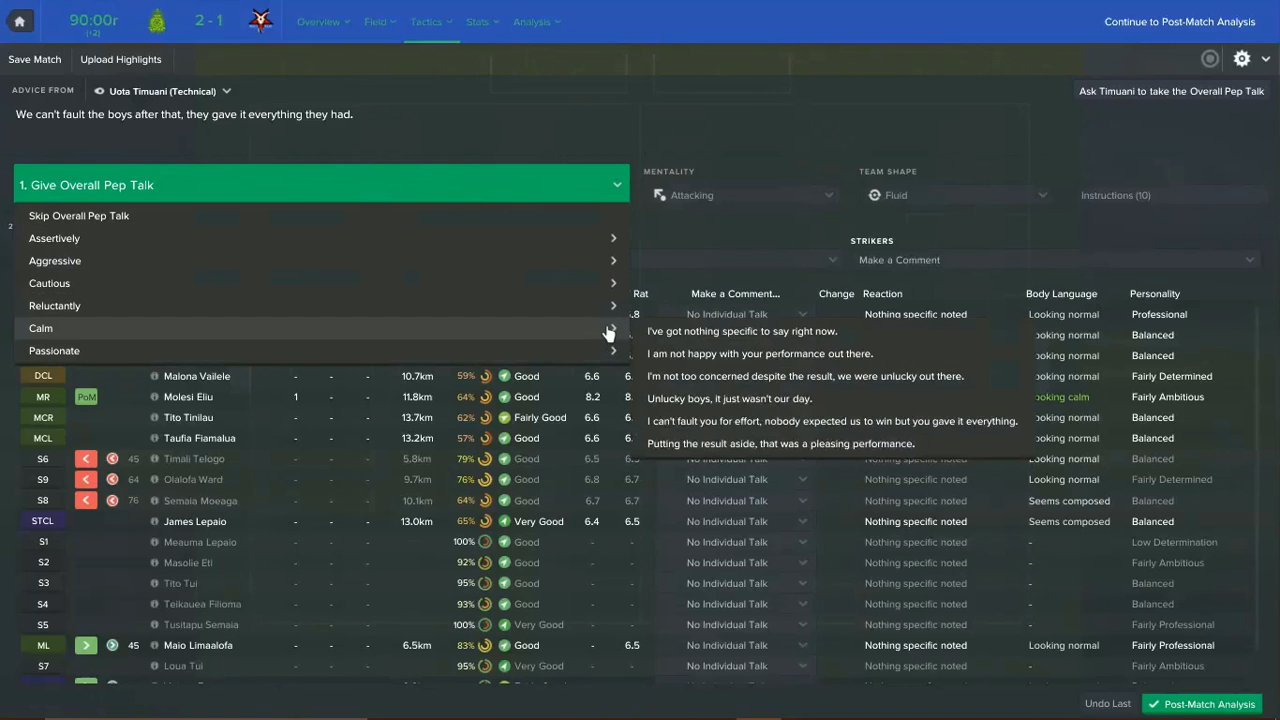 90:00r
(+2)
2 - 1
Overview
Field
Tactics
Stats
Analysis
Continue to Post-Match Analysis
Save Match
Upload Highlights
ADVICE FROM
Uota Timuani (Technical)
Ask Timuani to take the Overall Pep Talk
We can't fault the boys after that, they gave it everything they had.
1. Give Overall Pep Talk
MENTALITY
Attacking
TEAM SHAPE
Fluid
Instructions (10)
Skip Overall Pep Talk
Assertively
Aggressive
Cautious
Reluctantly
Calm
Passionate
STRIKERS
Make a Comment
I've got nothing specific to say right now.
I am not happy with your performance out there.
I'm not too concerned despite the result, we were unlucky out there.
Unlucky boys, it just wasn't our day.
I can't fault you for effort, nobody expected us to win but you gave it everything.
Putting the result aside, that was a pleasing performance.
Rat Make a Comment... Change Reaction Body Language Personality
No Individual Talk Nothing specific noted Looking normal Professional
Balanced
Balanced
DCL Malona Vailele - - - 10.7km 59% Good 6.6 Fairly Determined
MR PoM Molesi Eliu 1 - - 11.8km 64% Good 8.2 Fairly Ambitious
MCR Tito Tinilau - - - 13.7km 62% Fairly Good 6.6 Balanced
MCL Taufia Fiamalua - - - 13.2km 57% Good 6.6 Balanced
S6 45 Timali Telogo - - - 5.8km 79% Good 6.5 No Individual Talk Nothing specific noted Looking normal Balanced
S9 64 Olalofa Ward - - - 9.7km 76% Good 6.8 6.7 No Individual Talk Nothing specific noted Looking normal Fairly Determined
S8 76 Semaia Moeaga - - - 10.1km 64% Good 6.7 6.7 No Individual Talk Nothing specific noted Seems composed Balanced
STCL James Lepaio - - - 13.0km 65% Very Good 6.4 6.5 No Individual Talk Nothing specific noted Seems composed Balanced
S1 Meauma Lepaio - - - 100% Good - - No Individual Talk Nothing specific noted - Low Determination
S2 Masolie Eti - - - 92% Good - - No Individual Talk Nothing specific noted - Fairly Ambitious
S3 Tito Tui - - - 95% Good - - No Individual Talk Nothing specific noted - Balanced
S4 Teikauea Filioma - - - 93% Good - - No Individual Talk Nothing specific noted - Balanced
S5 Tusitapu Semaia - - - 100% Very Good - - No Individual Talk Nothing specific noted - Fairly Professional
ML 45 Maio Limaalofa - - - 6.5km 83% Good 6.5 No Individual Talk Nothing specific noted Looking normal Fairly Professional
S7 Loua Tui - - - 95% Very Good - - No Individual Talk Nothing specific noted - Fairly Ambitious
Undo Last
Post-Match Analysis